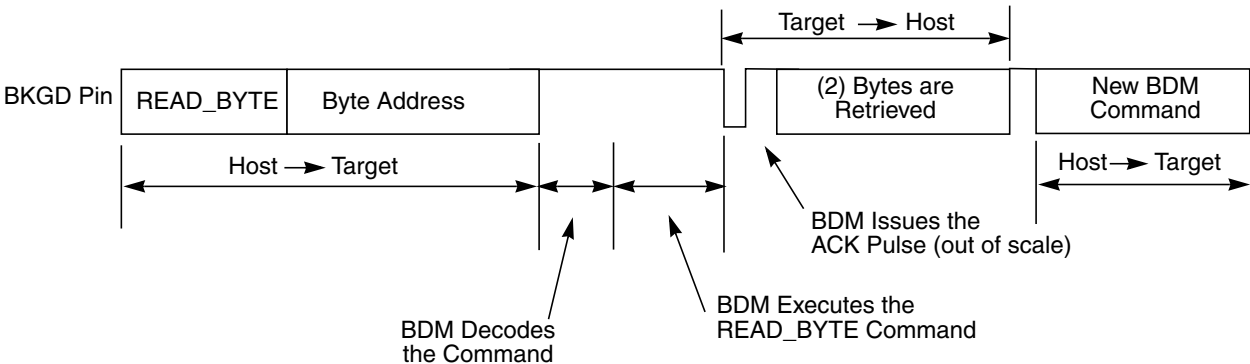 Target → Host
BKGD Pin
READ_BYTE
Byte Address
(2) Bytes are
Retrieved
New BDM
Command
Host → Target
Host → Target
BDM Issues the
ACK Pulse (out of scale)
BDM Decodes
the Command
BDM Executes the
READ_BYTE Command